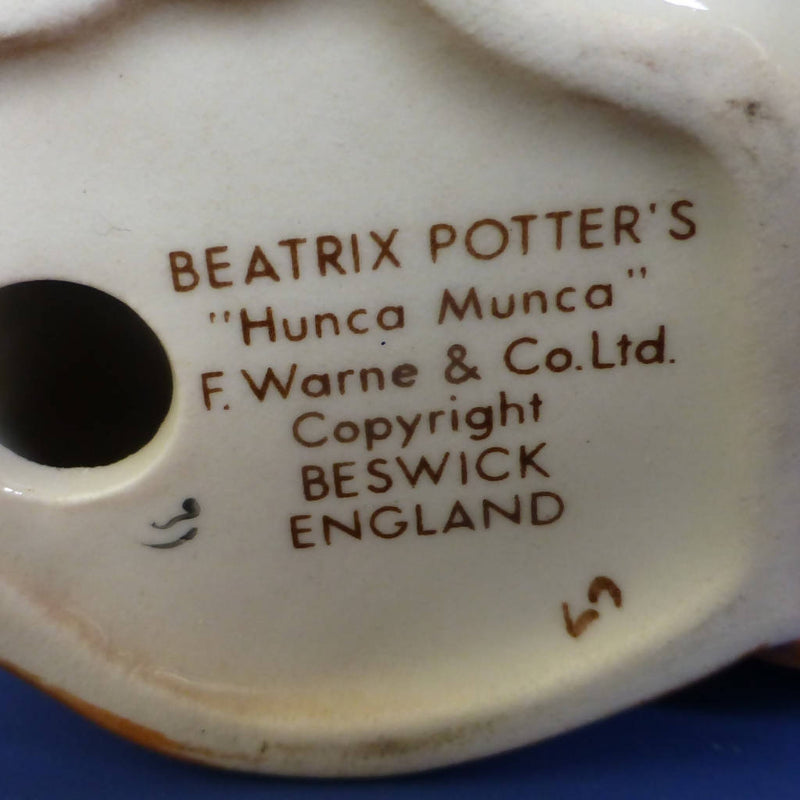 BEATRIX POTTER'S
"Hunca Munca"
F. Warne & Co. Ltd.
Copyright
BESWICK
ENGLAND